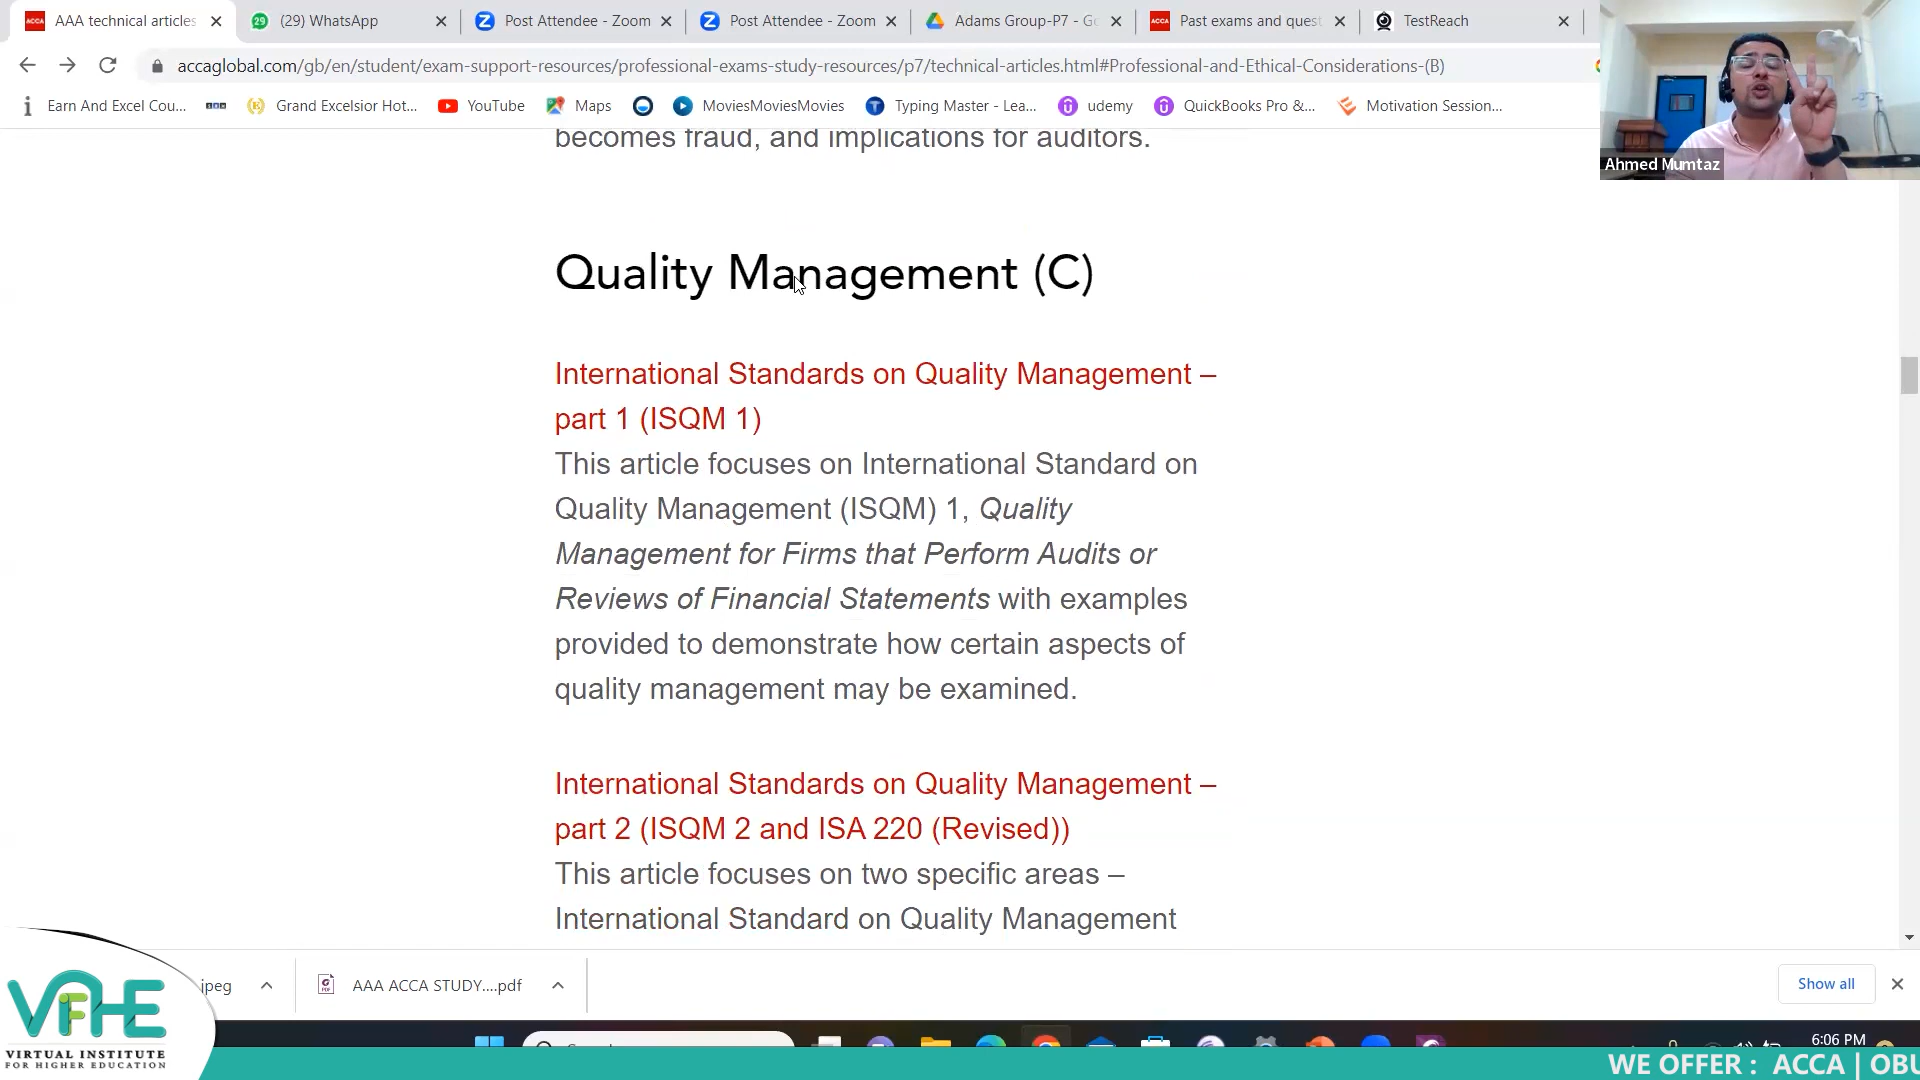 AAA technical articles
(29) WhatsApp
Post Attendee - Zoom
Post Attendee - Zoom
Adams Group-P7 - Go
Past exams and quest
TestReach
accaglobal.com/gb/en/student/exam-support-resources/professional-exams-study-resources/p7/technical-articles.html#Professional-and-Ethical-Considerations-(B)
Earn And Excel Cou...
Grand Excelsior Hot...
YouTube
Maps
MoviesMoviesMovies
Typing Master - Lea...
udemy
QuickBooks Pro &...
Motivation Session...
Ahmed Mumtaz
becomes fraud, and implications for auditors.
Quality Management (C)
International Standards on Quality Management –
part 1 (ISQM 1)
This article focuses on International Standard on
Quality Management (ISQM) 1, Quality
Management for Firms that Perform Audits or
Reviews of Financial Statements with examples
provided to demonstrate how certain aspects of
quality management may be examined.
International Standards on Quality Management –
part 2 (ISQM 2 and ISA 220 (Revised))
This article focuses on two specific areas –
International Standard on Quality Management
jpeg
AAA ACCA STUDY....pdf
Show all
6:06 PM
VIFHE
VIRTUAL INSTITUTE
FOR HIGHER EDUCATION
WE OFFER : ACCA | OBU